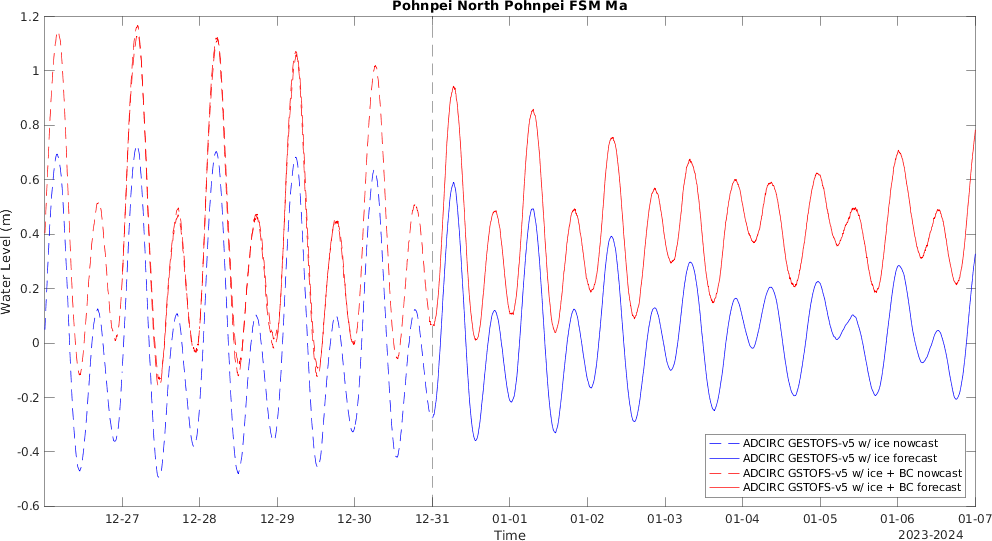 Pohnpei North Pohnpei FSM Ma
Water Level (m)
1.2
1
0.8
0.6
0.4
0.2
0
-0.2
-0.4
-0.6
12-27 12-28 12-29 12-30 12-31 01-01 01-02 01-03 01-04 01-05 01-06 01-07
Time
2023-2024
ADCIRC GESTOFS-v5 w/ ice nowcast
ADCIRC GESTOFS-v5 w/ ice forecast
ADCIRC GSTOFS-v5 w/ ice + BC nowcast
ADCIRC GSTOFS-v5 w/ ice + BC forecast